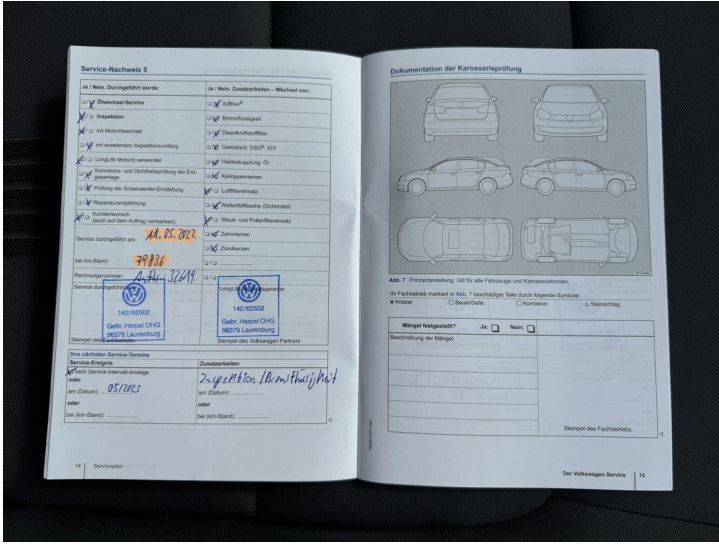 Service-Nachweis 5
Ja / Nein. Durchgeführt wurde:
Ölwechsel-Service
Inspektion
mit Motorölwechsel
mit erweitertem Inspektionsumfang
LongLife Motoröl verwendet
Korrosions- und Dichtheitsprüfung der Erdgasanlage
Prüfung der Scheinwerfer-Einstellung
Reparaturempfehlung
Kundenwunsch
(auch auf dem Auftrag vermerken)
Service durchgeführt am: 11.05.2022
bei km-Stand: 79836
Rechnungsnummer:
Service durchgeführt
142/62502
Gebr. Herpel OHG
56379 Laurenburg
Stempel des Fachbetriebs
Ja / Nein. Zusatzarbeiten – Wechsel von:
AdBlue®
Bremsflüssigkeit
Dieselkraftstofffilter
Getriebeöl: DSG®, ATF
Haldexkupplung: Öl
Keilrippenriemen
Luftfiltereinsatz
Reifenfüllflasche (Dichtmittel)
Staub- und Pollenfiltereinsatz
Zahnriemen
Zündkerzen
142/62502
Gebr. Herpel OHG
56379 Laurenburg
Stempel des Volkswagen Partners
Ihre nächsten Service-Termine
Service-Ereignis
nach Service-Intervall-Anzeige
oder
am (Datum): 05/2023
oder
bei (km-Stand):
Zusatzarbeiten
Inspektion / Bremsflüssigkeit
am (Datum):
oder
bei (km-Stand):
14 Serviceplan
Dokumentation der Karosserieprüfung
Abb. 7 Prinzipdarstellung. Gilt für alle Fahrzeuge und Karosserieformen.
Ihr Fachbetrieb markiert in Abb. 7 beschädigte Teile durch folgende Symbole:
Kratzer Beule/Delle Korrosion Steinschlag
Mängel festgestellt? Ja: Nein:
Beschreibung der Mängel
Stempel des Fachbetriebs
Der Volkswagen Service 15